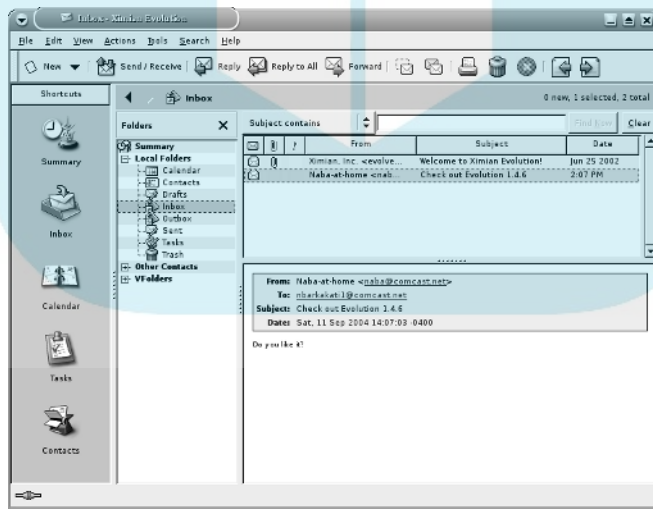 Inbox - Ximian Evolution
File Edit View Actions Tools Search Help
New Send / Receive Reply Reply to All Forward
Shortcuts
Inbox
0 new, 1 selected, 2 total
Folders
Subject contains
Find Now
Clear
Summary
Local Folders
Calendar
Contacts
Drafts
Inbox
Outbox
Sent
Tasks
Trash
Other Contacts
VFolders
Summary
Inbox
Calendar
Tasks
Contacts
! From Subject Date
Ximian, Inc. <evolve... Welcome to Ximian Evolution! Jun 25 2002
Naba-at-home <nab... Check out Evolution 1.4.6 2:07 PM
From: Naba-at-home <naba@comcast.net>
To: nbarkakati1@comcast.net
Subject: Check out Evolution 1.4.6
Date: Sat, 11 Sep 2004 14:07:03 -0400
Do you like it?